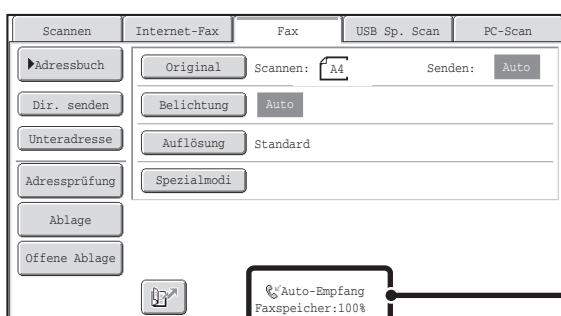 Scannen Internet-Fax Fax USB Sp. Scan PC-Scan
Adressbuch
Original Scannen: A4 Senden: Auto
Dir. senden
Belichtung Auto
Unteradresse
Auflösung Standard
Adressprüfung
Spezialmodi
Ablage
Offene Ablage
Auto-Empfang
Faxspeicher:100%